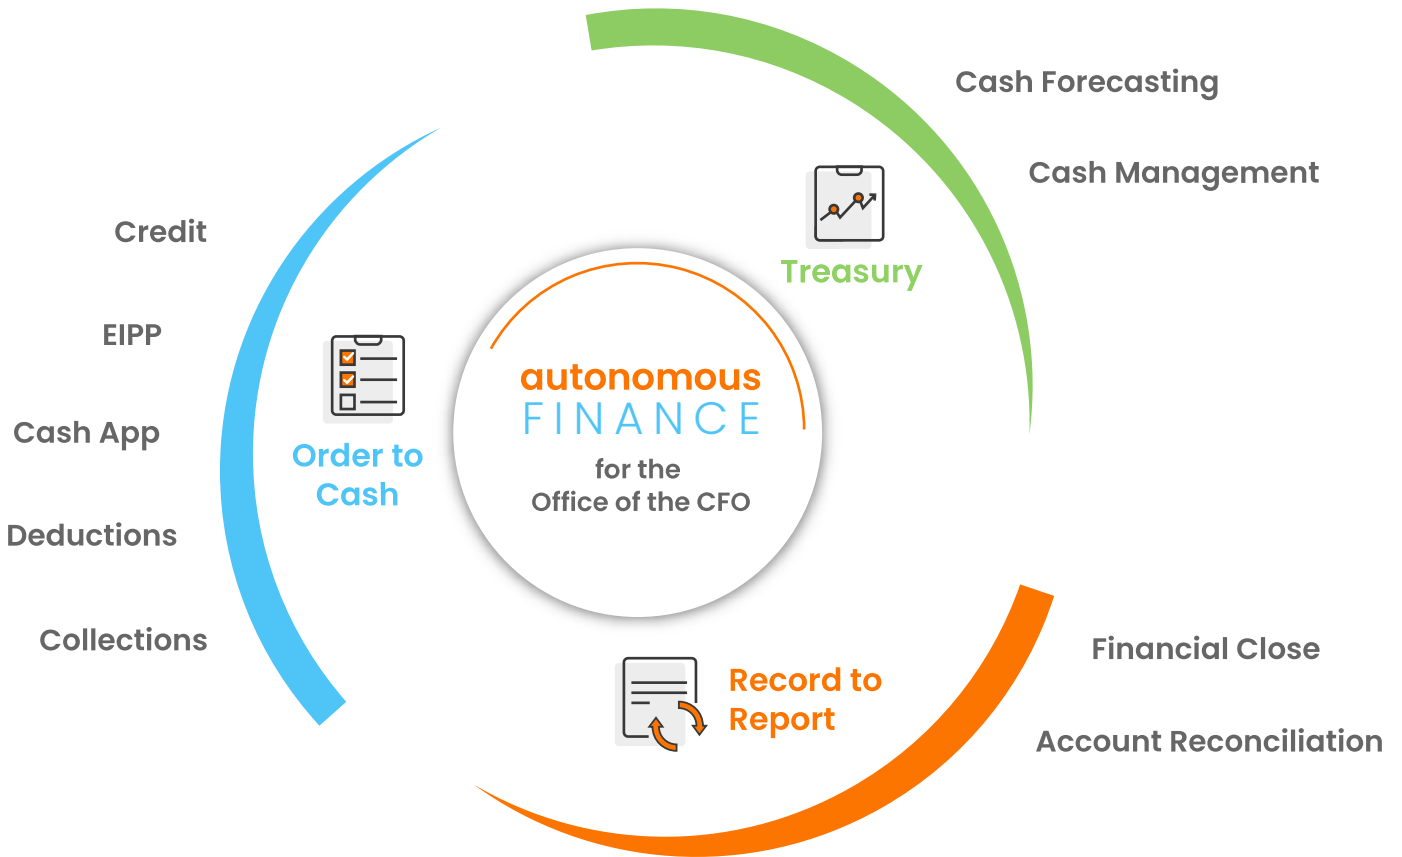 Cash Forecasting
Cash Management
Treasury
Credit
EIPP
Cash App
Deductions
Collections
Order to
Cash
autonomous
FINANCE
for the
Office of the CFO
Record to
Report
Financial Close
Account Reconciliation